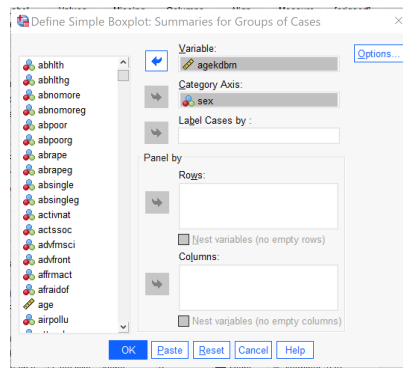 Define Simple Boxplot: Summaries for Groups of Cases
Variable:
agekdbrn
Options...
Category Axis:
sex
Label Cases by :
Panel by
Rows:
Nest variables (no empty rows)
Columns:
Nest variables (no empty columns)
abhlth
abhlthg
abnomore
abnomoreg
abpoor
abpoorg
abrape
abrapeg
absingle
absingleg
activnat
actssoc
advfmsci
advfront
affrmact
afraidof
age
airpollu
OK Paste Reset Cancel Help